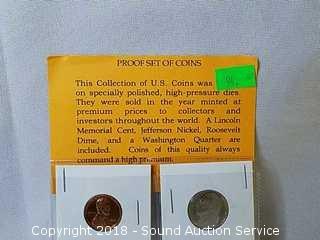 PROOF SET OF COINS
This Collection of U.S. Coins was
on specially polished, high-pressure dies.
They were sold in the year minted at
premium prices to collectors and
investors throughout the world. A Lincoln
Memorial Cent, Jefferson Nickel, Roosevelt
Dime, and a Washington Quarter are
included. Coins of this quality always
command a high premium.
Copyright 2018 - Sound Auction Service